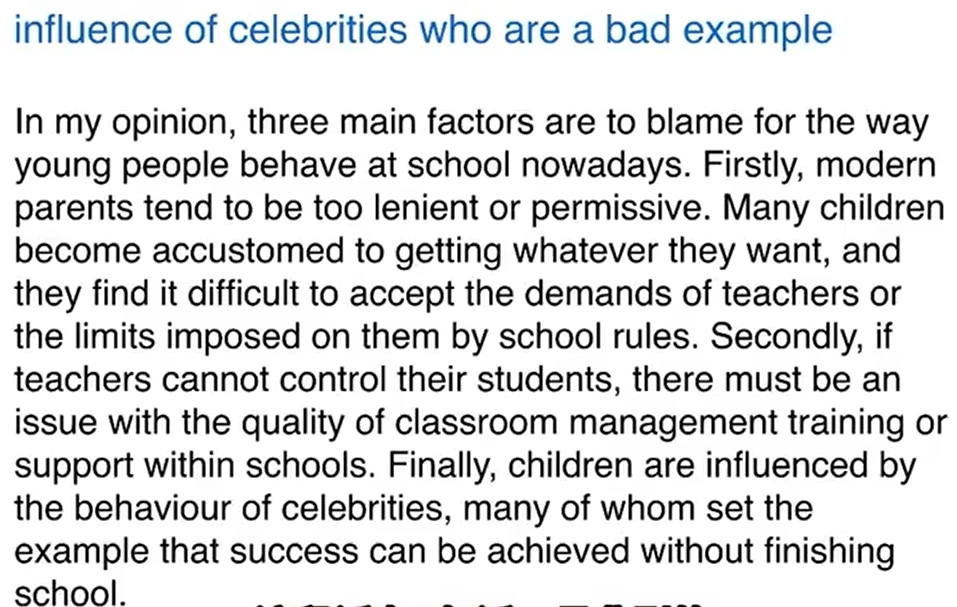 influence of celebrities who are a bad example
In my opinion, three main factors are to blame for the way
young people behave at school nowadays. Firstly, modern
parents tend to be too lenient or permissive. Many children
become accustomed to getting whatever they want, and
they find it difficult to accept the demands of teachers or
the limits imposed on them by school rules. Secondly, if
teachers cannot control their students, there must be an
issue with the quality of classroom management training or
support within schools. Finally, children are influenced by
the behaviour of celebrities, many of whom set the
example that success can be achieved without finishing
school.